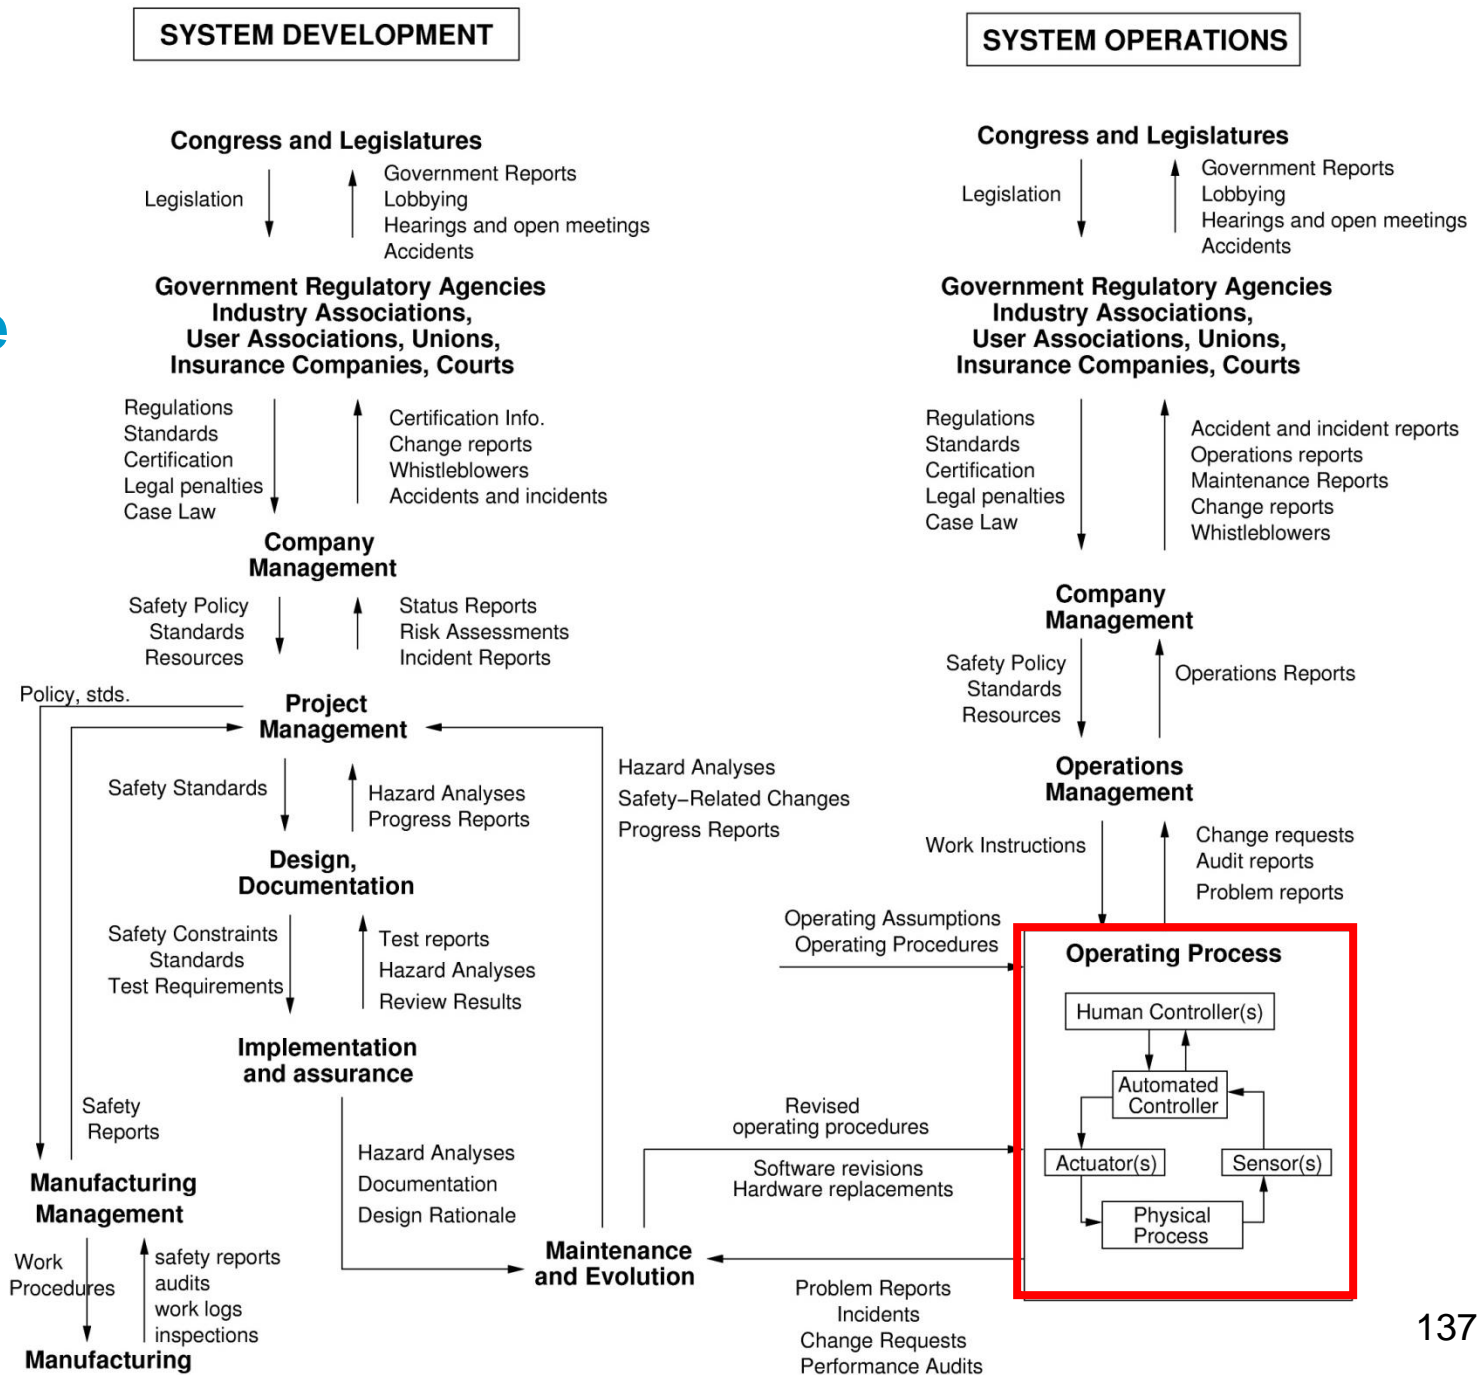 SYSTEM DEVELOPMENT
Congress and Legislatures
Legislation
Government Reports
Lobbying
Hearings and open meetings
Accidents
Government Regulatory Agencies
Industry Associations,
User Associations, Unions,
Insurance Companies, Courts
Regulations
Standards
Certification
Legal penalties
Case Law
Certification Info.
Change reports
Whistleblowers
Accidents and incidents
Company
Management
Safety Policy
Standards
Resources
Status Reports
Risk Assessments
Incident Reports
Policy, stds.
Project
Management
Safety Standards
Hazard Analyses
Progress Reports
Hazard Analyses
Safety-Related Changes
Progress Reports
Design,
Documentation
Safety Constraints
Standards
Test Requirements
Test reports
Hazard Analyses
Review Results
Implementation
and assurance
Safety
Reports
Hazard Analyses
Documentation
Design Rationale
Manufacturing
Management
Work
Procedures
safety reports
audits
work logs
inspections
Manufacturing
Maintenance
and Evolution
Revised
operating procedures
Software revisions
Hardware replacements
Problem Reports
Incidents
Change Requests
Performance Audits
SYSTEM OPERATIONS
Congress and Legislatures
Legislation
Government Reports
Lobbying
Hearings and open meetings
Accidents
Government Regulatory Agencies
Industry Associations,
User Associations, Unions,
Insurance Companies, Courts
Regulations
Standards
Certification
Legal penalties
Case Law
Accident and incident reports
Operations reports
Maintenance Reports
Change reports
Whistleblowers
Company
Management
Safety Policy
Standards
Resources
Operations Reports
Operations
Management
Work Instructions
Change requests
Audit reports
Problem reports
Operating Assumptions
Operating Procedures
Operating Process
Human Controller(s)
Automated
Controller
Actuator(s)
Sensor(s)
Physical
Process
137